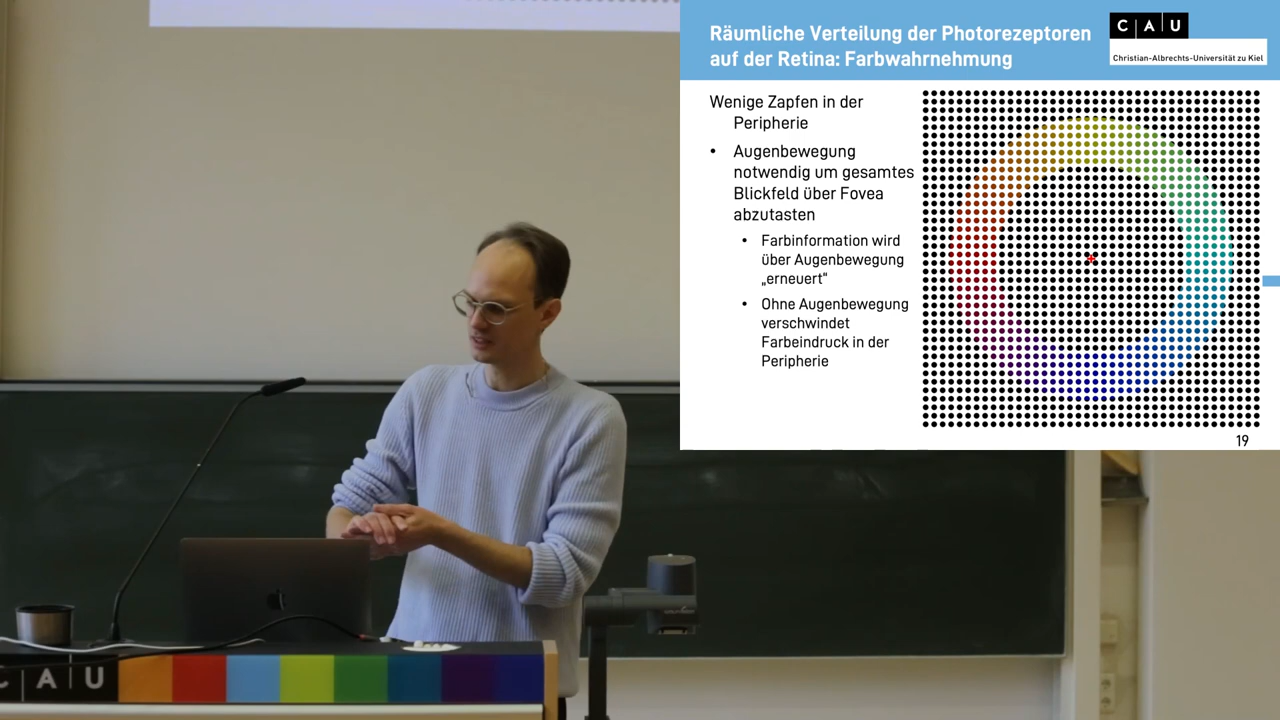 Räumliche Verteilung der Photorezeptoren
auf der Retina: Farbwahrnehmung
CAU
Christian-Albrechts-Universität zu Kiel
Wenige Zapfen in der
Peripherie
• Augenbewegung
notwendig um gesamtes
Blickfeld über Fovea
abzutasten
• Farbinformation wird
über Augenbewegung
„erneuert“
• Ohne Augenbewegung
verschwindet
Farbeindruck in der
Peripherie
19
CAU